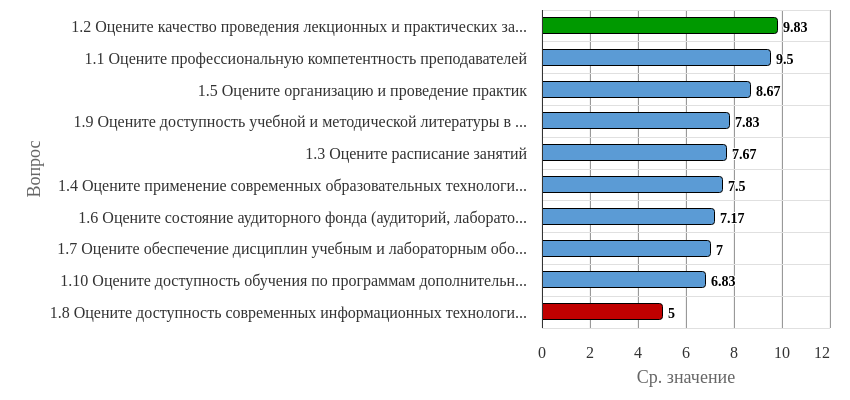 1.2 Оцените качество проведения лекционных и практических за... 9.83
1.1 Оцените профессиональную компетентность преподавателей 9.5
1.5 Оцените организацию и проведение практик 8.67
1.9 Оцените доступность учебной и методической литературы в ... 7.83
1.3 Оцените расписание занятий 7.67
1.4 Оцените применение современных образовательных технологи... 7.5
1.6 Оцените состояние аудиторного фонда (аудиторий, лаборато... 7.17
1.7 Оцените обеспечение дисциплин учебным и лабораторным обо... 7
1.10 Оцените доступность обучения по программам дополнительн... 6.83
1.8 Оцените доступность современных информационных технологи... 5
Вопрос
0 2 4 6 8 10 12
Ср. значение